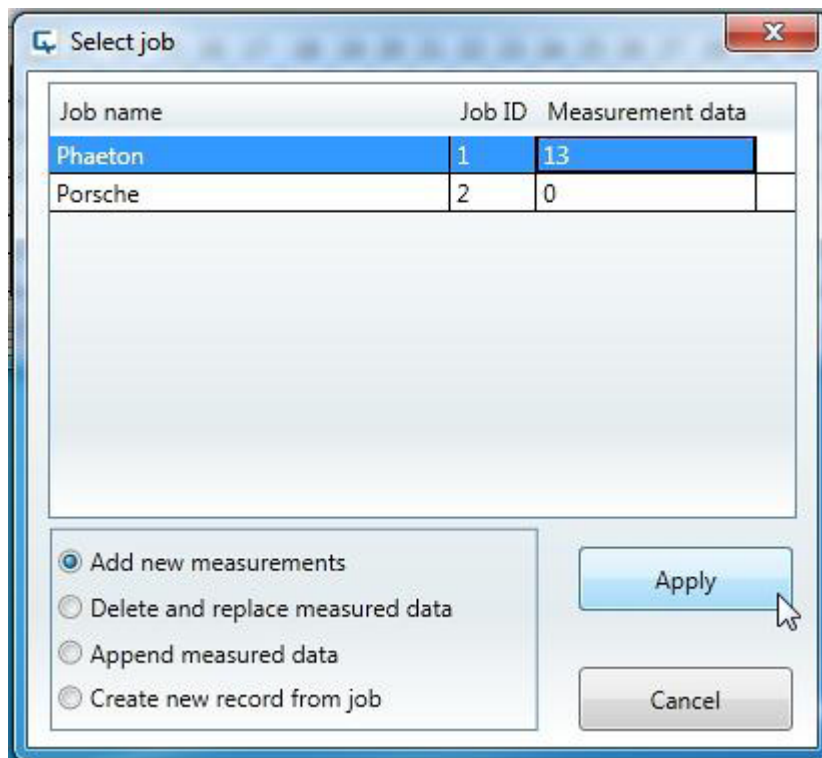 Select job
Job name Job ID Measurement data
Phaeton 1 13
Porsche 2 0
Add new measurements
Delete and replace measured data
Append measured data
Create new record from job
Apply
Cancel